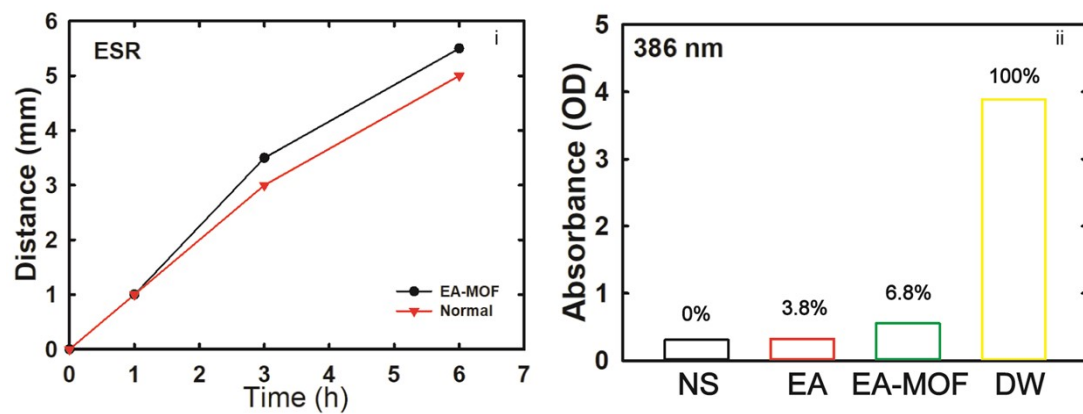 ESR
i
6
5
4
3
2
1
0
Distance (mm)
EA-MOF
Normal
0 1 2 3 4 5 6 7
Time (h)
386 nm
ii
5
4
3
2
1
0
Absorbance (OD)
0%
3.8%
6.8%
100%
NS EA EA-MOF DW